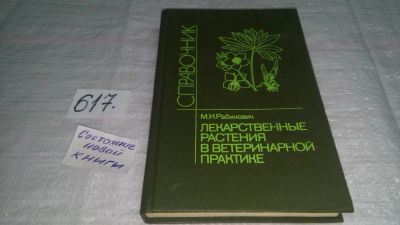 617.
Состояние
новой
книги
СПРАВОЧНИК
М.И.Рабинович
ЛЕКАРСТВЕННЫЕ
РАСТЕНИЯ
В ВЕТЕРИНАРНОЙ
ПРАКТИКЕ